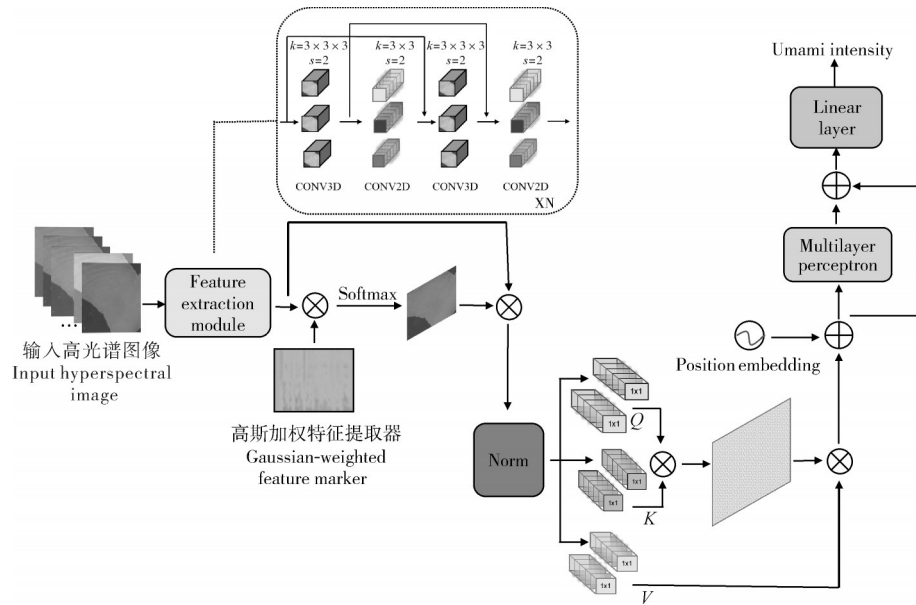 k=3×3×3
s=2
k=3×3
s=2
k=3×3×3
s=2
k=3×3
s=2
CONV3D
CONV2D
CONV3D
CONV2D
XN
Umami intensity
Linear
layer
Multilayer
perceptron
Position embedding
Feature
extraction
module
Softmax
...
输入高光谱图像
Input hyperspectral
image
高斯加权特征提取器
Gaussian-weighted
feature marker
Norm
1x1
1x1
Q
1x1
1x1
K
1x1
1x1
V